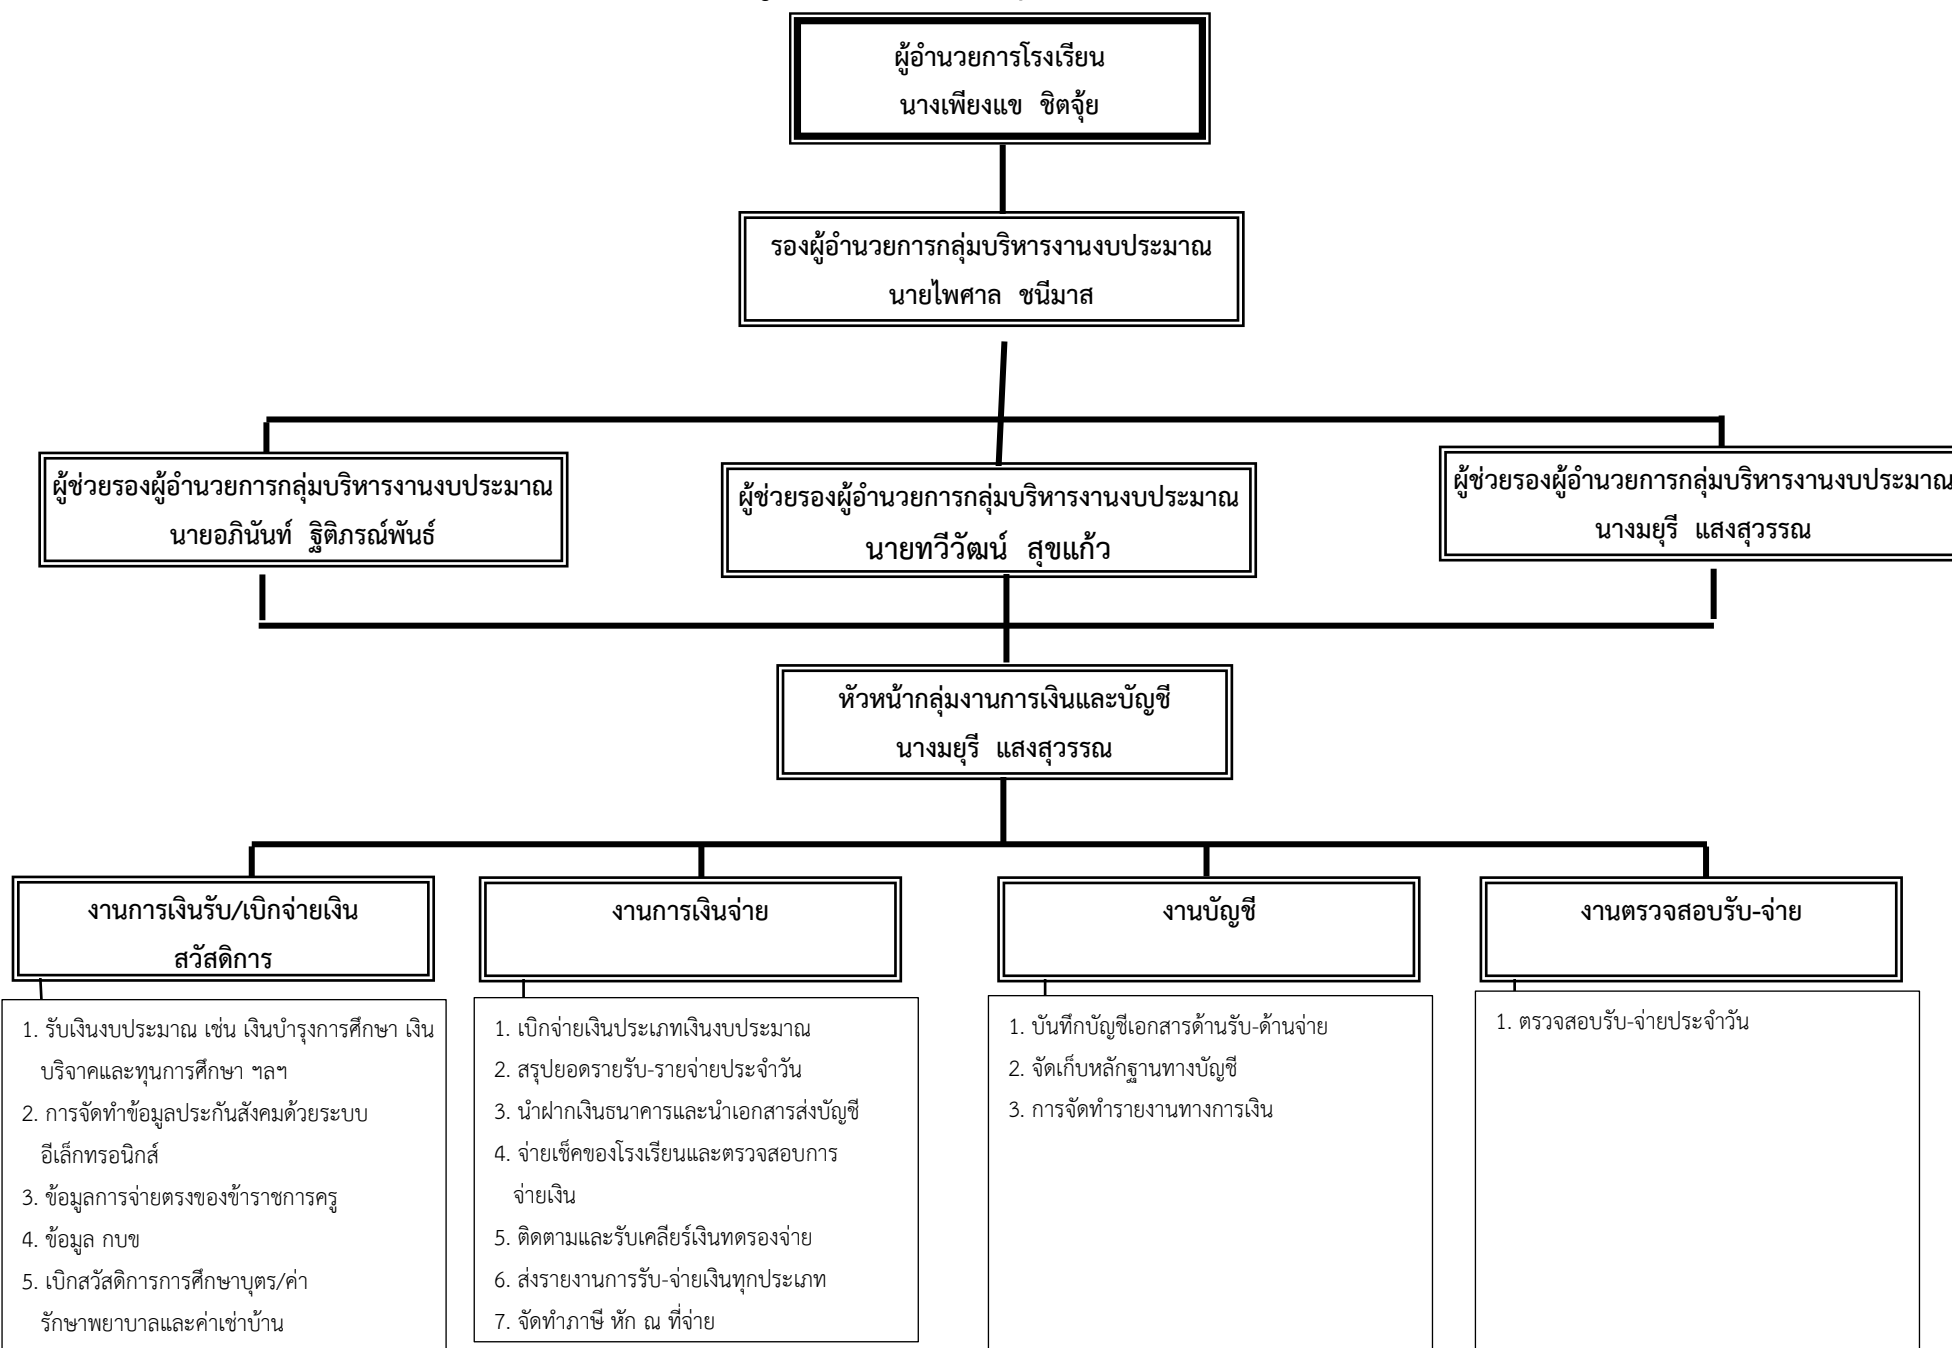 ผู้อำนวยการโรงเรียน
นางเพียงแข  ชิตจุ้ย
รองผู้อำนวยการกลุ่มบริหารงานงบประมาณ
นายไพศาล  ชนีมาส
ผู้ช่วยรองผู้อำนวยการกลุ่มบริหารงานงบประมาณ
นายอภินันท์  ฐิติภรณ์พันธ์
ผู้ช่วยรองผู้อำนวยการกลุ่มบริหารงานงบประมาณ
นายทวีวัฒน์  สุขแก้ว
ผู้ช่วยรองผู้อำนวยการกลุ่มบริหารงานงบประมาณ
นางมยุรี  แสงสุวรรณ
หัวหน้ากลุ่มงานการเงินและบัญชี
นางมยุรี  แสงสุวรรณ
งานการเงินรับ/เบิกจ่ายเงิน
สวัสดิการ
1. รับเงินงบประมาณ เช่น เงินบำรุงการศึกษา เงิน
บริจาคและทุนการศึกษา ฯลฯ
2. การจัดทำข้อมูลประกันสังคมด้วยระบบ
อีเล็กทรอนิกส์
3. ข้อมูลการจ่ายตรงของข้าราชการครู
4. ข้อมูล กบข
5. เบิกสวัสดิการการศึกษาบุตร/ค่า
รักษาพยาบาลและค่าเช่าบ้าน
งานการเงินจ่าย
1. เบิกจ่ายเงินประเภทเงินงบประมาณ
2. สรุปยอดรายรับ-รายจ่ายประจำวัน
3. นำฝากเงินธนาคารและนำเอกสารส่งบัญชี
4. จ่ายเช็คของโรงเรียนและตรวจสอบการ
จ่ายเงิน
5. ติดตามและรับเคลียร์เงินทดรองจ่าย
6. ส่งรายงานการรับ-จ่ายเงินทุกประเภท
7. จัดทำภาษี หัก ณ ที่จ่าย
งานบัญชี
1. บันทึกบัญชีเอกสารด้านรับ-ด้านจ่าย
2. จัดเก็บหลักฐานทางบัญชี
3. การจัดทำรายงานทางการเงิน
งานตรวจสอบรับ-จ่าย
1. ตรวจสอบรับ-จ่ายประจำวัน